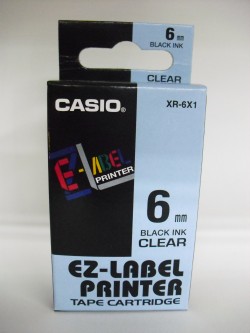 6 mm
BLACK INK
CLEAR
CASIO®
XR-6X1
EZ-LABEL
PRINTER
6 mm
BLACK INK
CLEAR
EZ-LABEL
PRINTER
TAPE CARTRIDGE